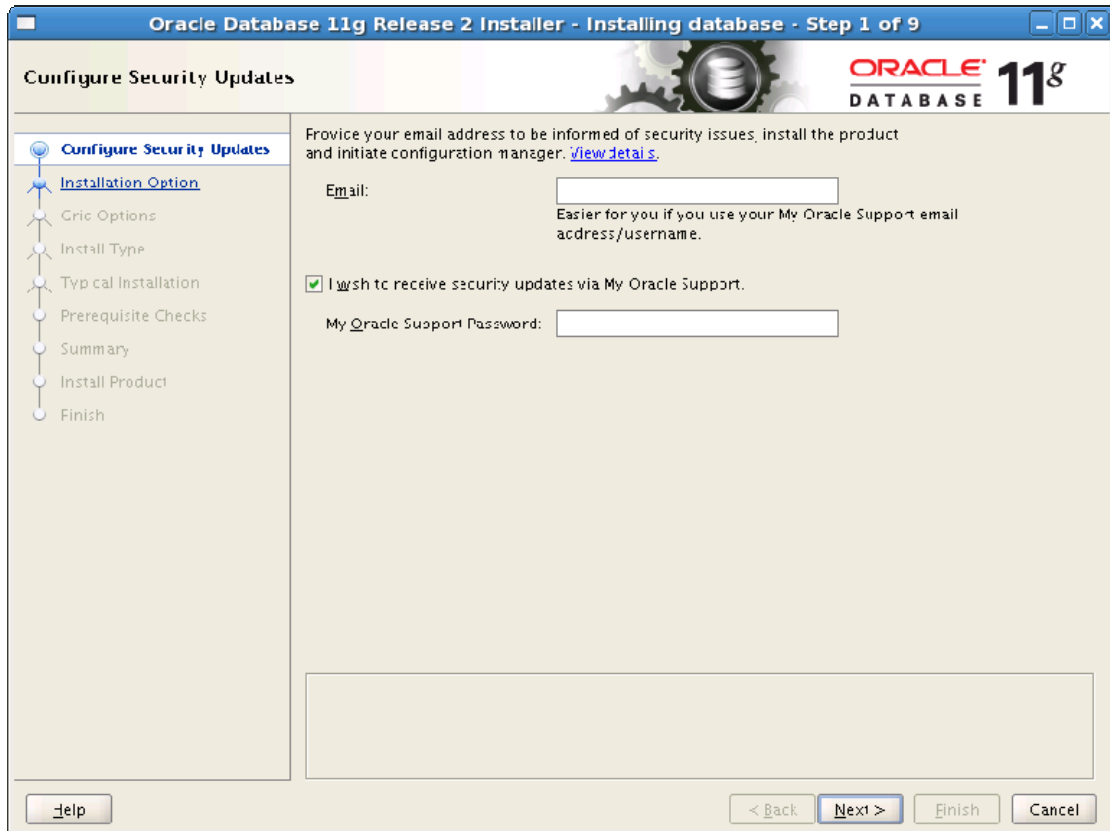 Oracle Database 11g Release 2 Installer - Installing database - Step 1 of 9
Configure Security Updates
ORACLE
DATABASE
11g
Configure Security Updates
Installation Option
Gric Options
Install Type
Typical Installation
Prerequisite Checks
Summary
Install Product
Finish
Frovice your email address to be informed of security issues, install the product
and initiate configuration manager. View details.
Email:
Easier for you if you use your My Oracle Support email
address/username.
I wish to receive security updates via My Oracle Support.
My Oracle Support Password:
Help
< Back
Next >
Finish
Cancel